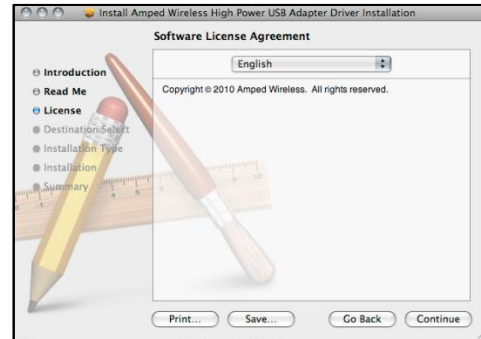 Install Amped Wireless High Power USB Adapter Driver Installation
Software License Agreement
English
Introduction
Read Me
License
Destination Select
Installation Type
Installation
Summary
Copyright © 2010 Amped Wireless. All rights reserved.
Print...
Save...
Go Back
Continue